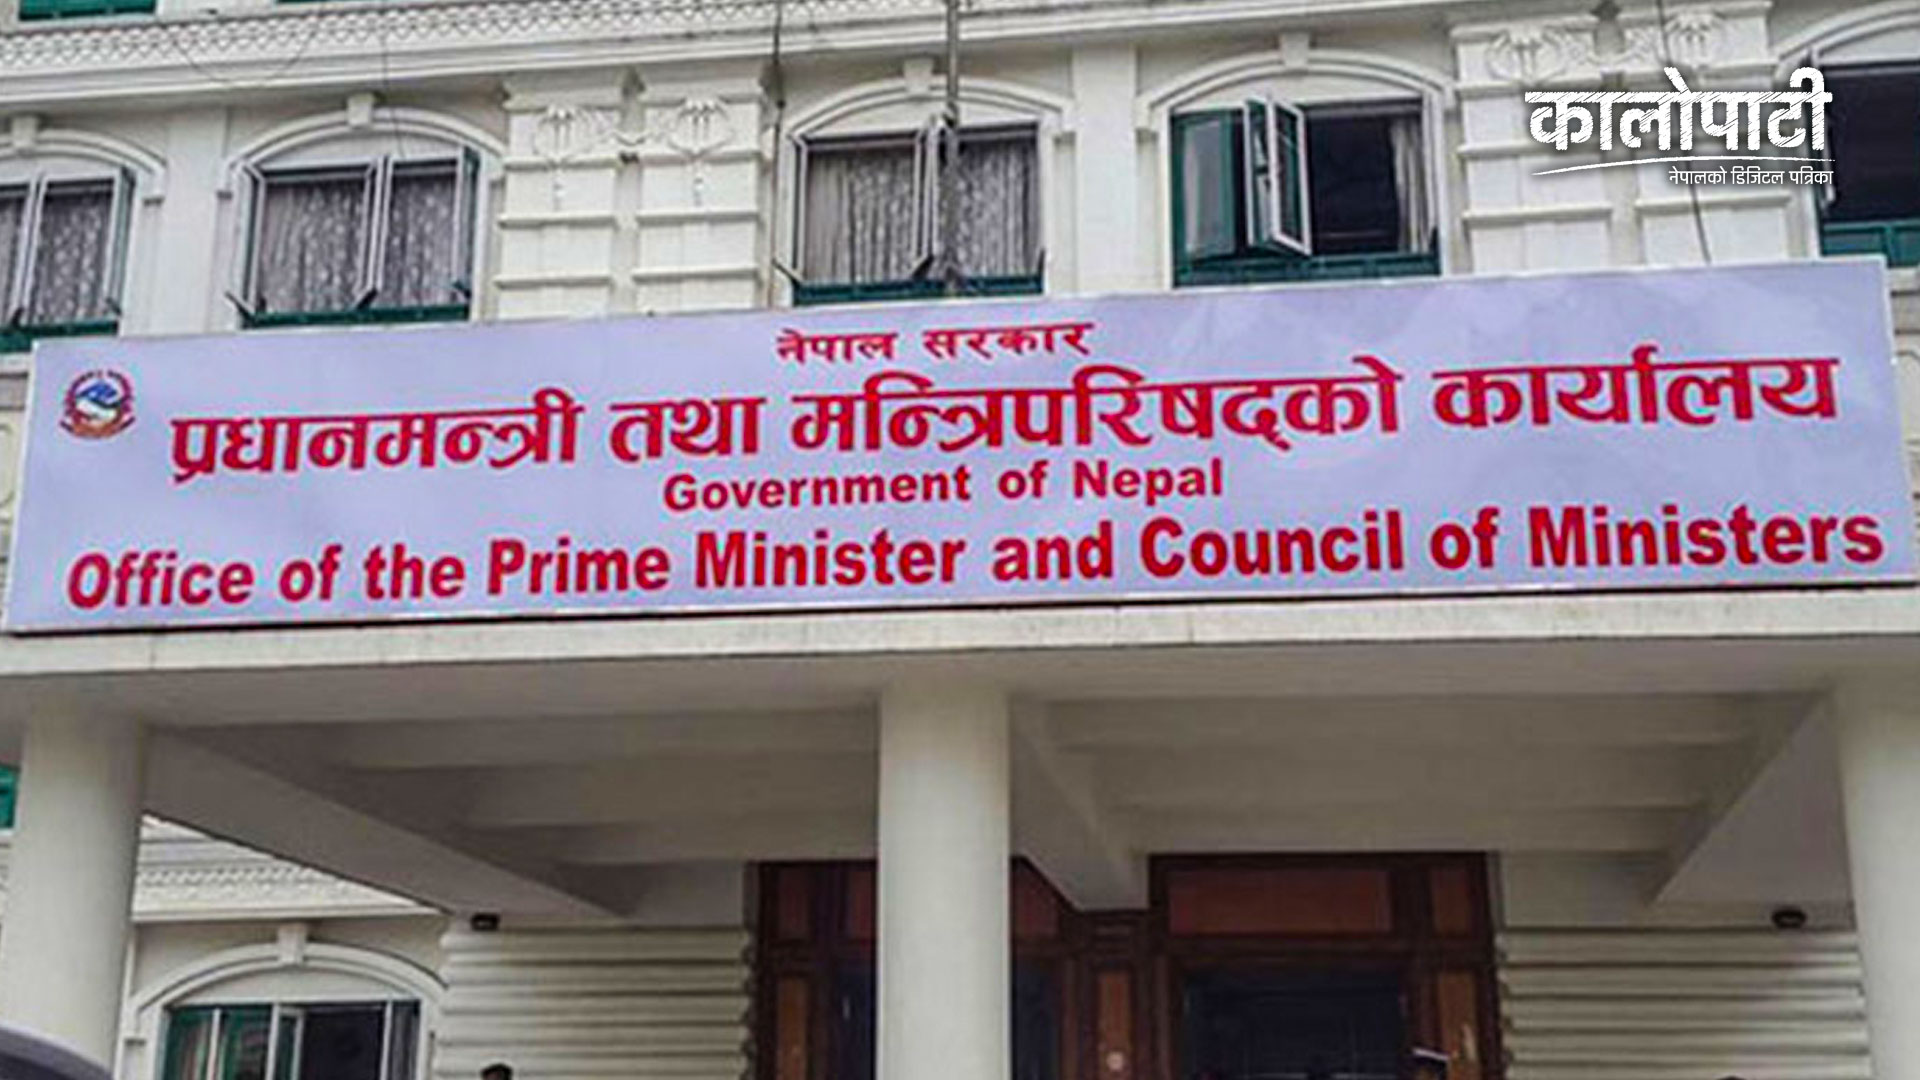 कालोपाटी
नेपालको डिजिटल पत्रिका
नेपाल सरकार
प्रधानमन्त्री तथा मन्त्रिपरिषद्को कार्यालय
Government of Nepal
Office of the Prime Minister and Council of Ministers